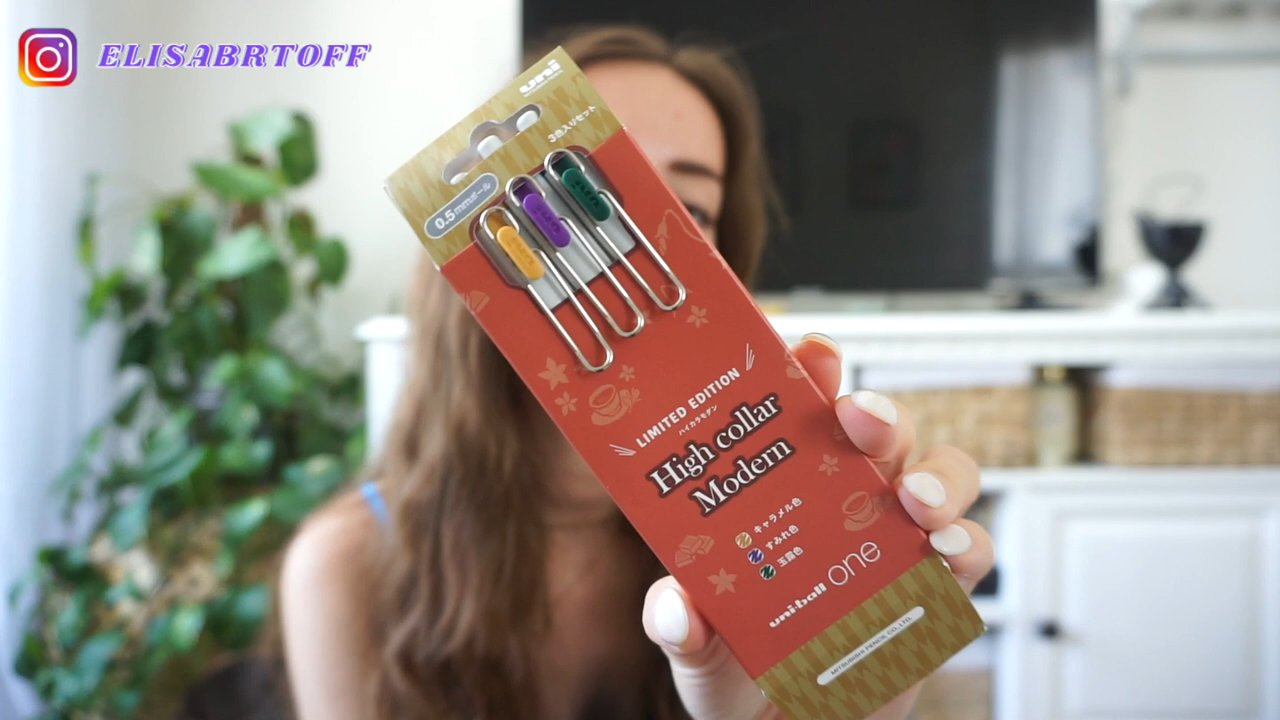 ELISABRTOFF
uni
3色入りセット
0.5mmボール
LIMITED EDITION
ハイカラモダン
High collar
Modern
キャラメル色
すみれ色
玉露色
uni-ball one
MITSUBISHI PENCIL CO., LTD.